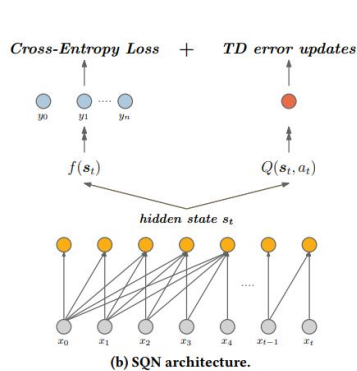 Cross-Entropy Loss + TD error updates
y₀ y₁ .... yₙ
f(sₜ) Q(sₜ, aₜ)
hidden state sₜ
....
x₀ x₁ x₂ x₃ x₄ xₜ₋₁ xₜ
(b) SQN architecture.